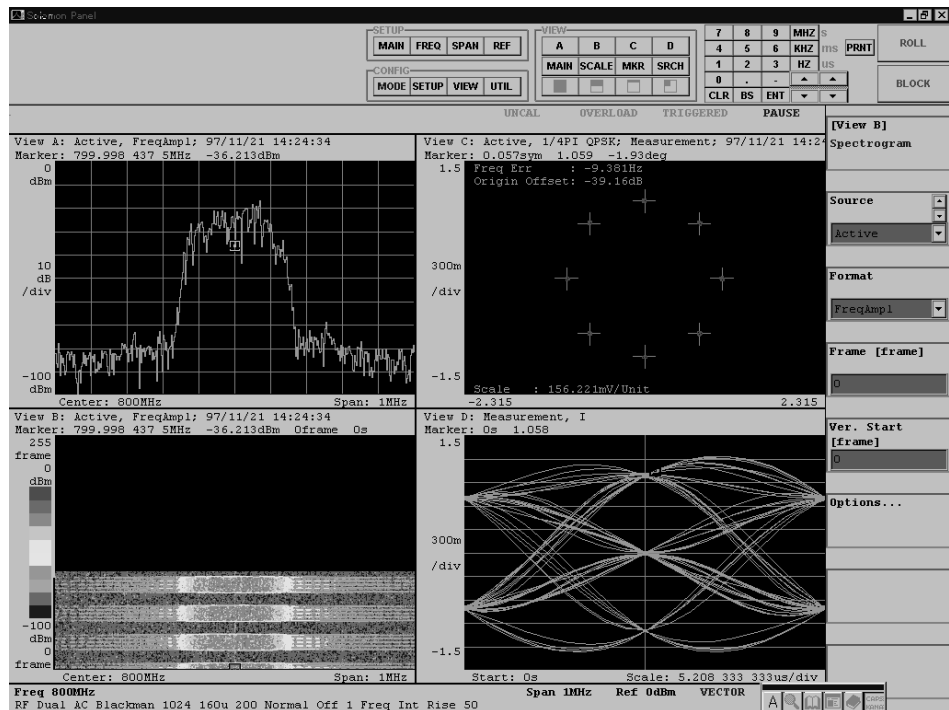 Solomon Panel
SETUP
MAIN FREQ SPAN REF
CONFIG
MODE SETUP VIEW UTIL
VIEW
A B C D
MAIN SCALE MKR SRCH
7 8 9 MHZ s
4 5 6 KHZ ms PRNT
1 2 3 HZ us
0 . -
CLR BS ENT
ROLL
BLOCK
UNCAL OVERLOAD TRIGGERED PAUSE
View A: Active, FreqAmpl; 97/11/21 14:24:34
Marker: 799.998 437 5MHz -36.213dBm
0
dBm
10
dB
/div
-100
dBm
Center: 800MHz Span: 1MHz
View C: Active, 1/4PI QPSK; Measurement; 97/11/21 14:24
Marker: 0.057sym 1.059 -1.93deg
1.5
Freq Err : -9.381Hz
Origin Offset: -39.16dB
300m
/div
-1.5
Scale : 156.221mV/Unit
-2.315 2.315
View B: Active, FreqAmpl; 97/11/21 14:24:34
Marker: 799.998 437 5MHz -36.213dBm 0frame 0s
255
frame
0
dBm
-100
dBm
0
frame
Center: 800MHz Span: 1MHz
View D: Measurement, I
Marker: 0s 1.058
1.5
300m
/div
-1.5
Start: 0s Scale: 5.208 333 333us/div
[View B]
Spectrogram
Source
Active
Format
FreqAmpl
Frame [frame]
0
Ver. Start
[frame]
0
Options...
Freq 800MHz Span 1MHz Ref 0dBm VECTOR
RF Dual AC Blackman 1024 160u 200 Normal Off 1 Freq Int Rise 50
A
CAPS
KANA